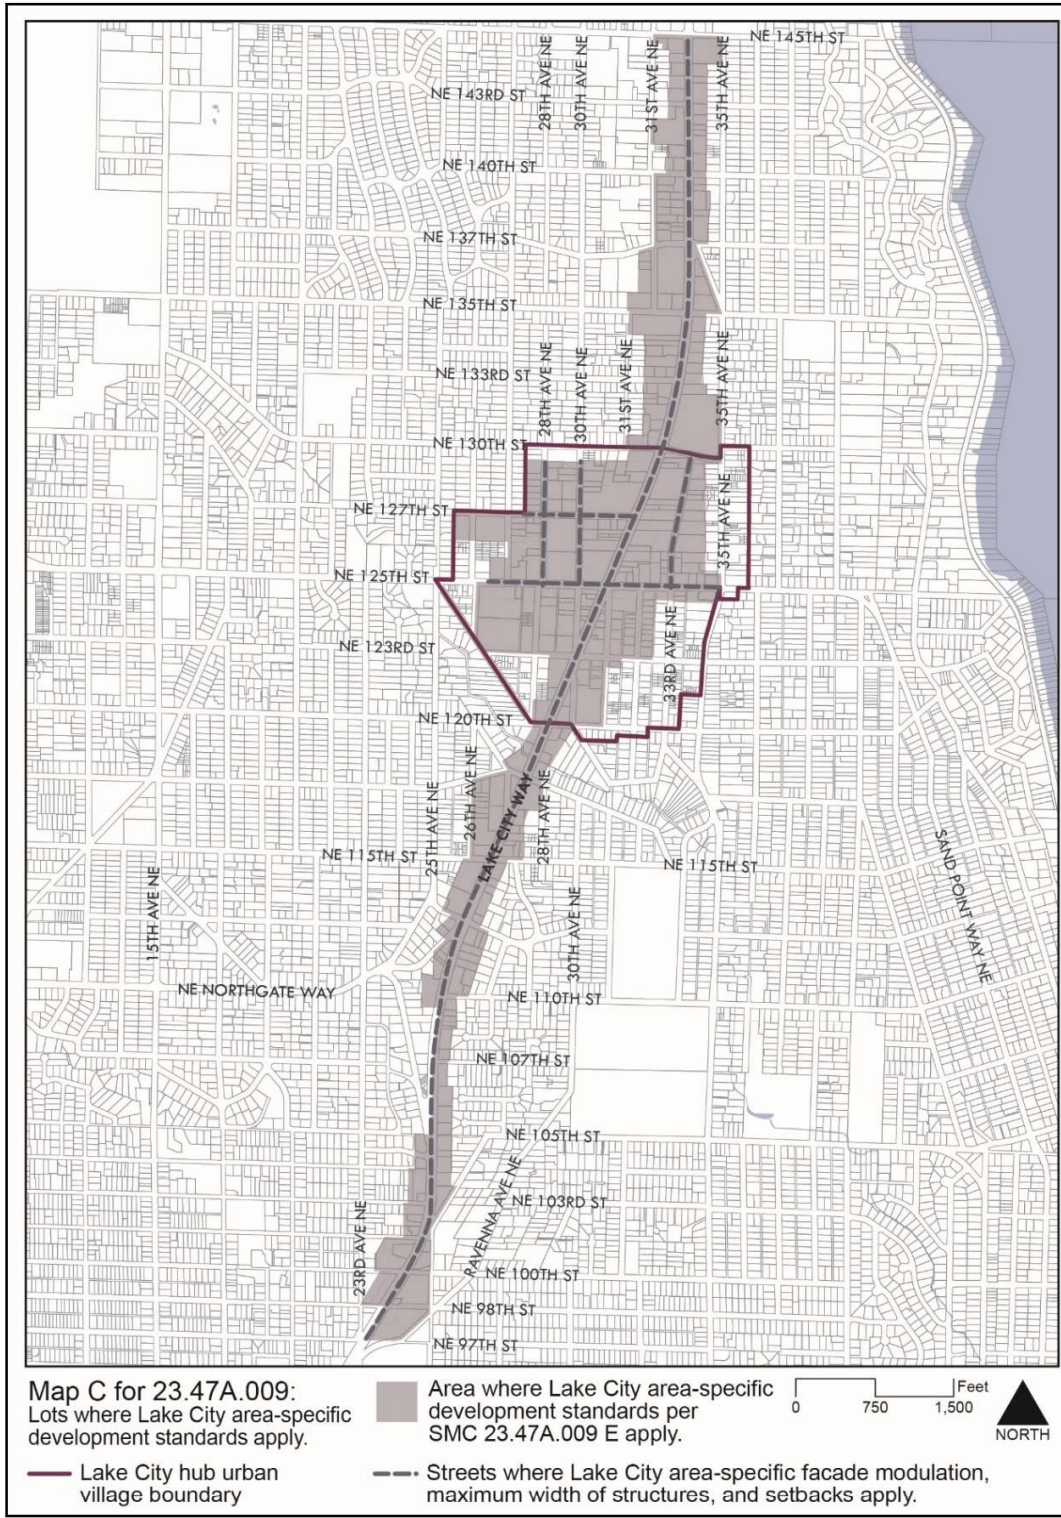 NE 145TH ST
28TH AVE NE
30TH AVE NE
31ST AVE NE
35TH AVE NE
NE 143RD ST
NE 140TH ST
NE 137TH ST
NE 135TH ST
28TH AVE NE
30TH AVE NE
31ST AVE NE
35TH AVE NE
NE 133RD ST
NE 130TH ST
NE 127TH ST
35TH AVE NE
NE 125TH ST
NE 123RD ST
33RD AVE NE
NE 120TH ST
26TH AVE NE
25TH AVE NE
LAKE CITY WAY
28TH AVE NE
NE 115TH ST
NE 115TH ST
SAND POINT WAY NE
15TH AVE NE
30TH AVE NE
NE NORTHGATE WAY
NE 110TH ST
NE 107TH ST
NE 105TH ST
RAVENNA AVE NE
NE 103RD ST
23RD AVE NE
NE 100TH ST
NE 98TH ST
NE 97TH ST
Map C for 23.47A.009:
Lots where Lake City area-specific
development standards apply.
Area where Lake City area-specific
development standards per
SMC 23.47A.009 E apply.
Feet
0 750 1,500
NORTH
Lake City hub urban
village boundary
Streets where Lake City area-specific facade modulation,
maximum width of structures, and setbacks apply.